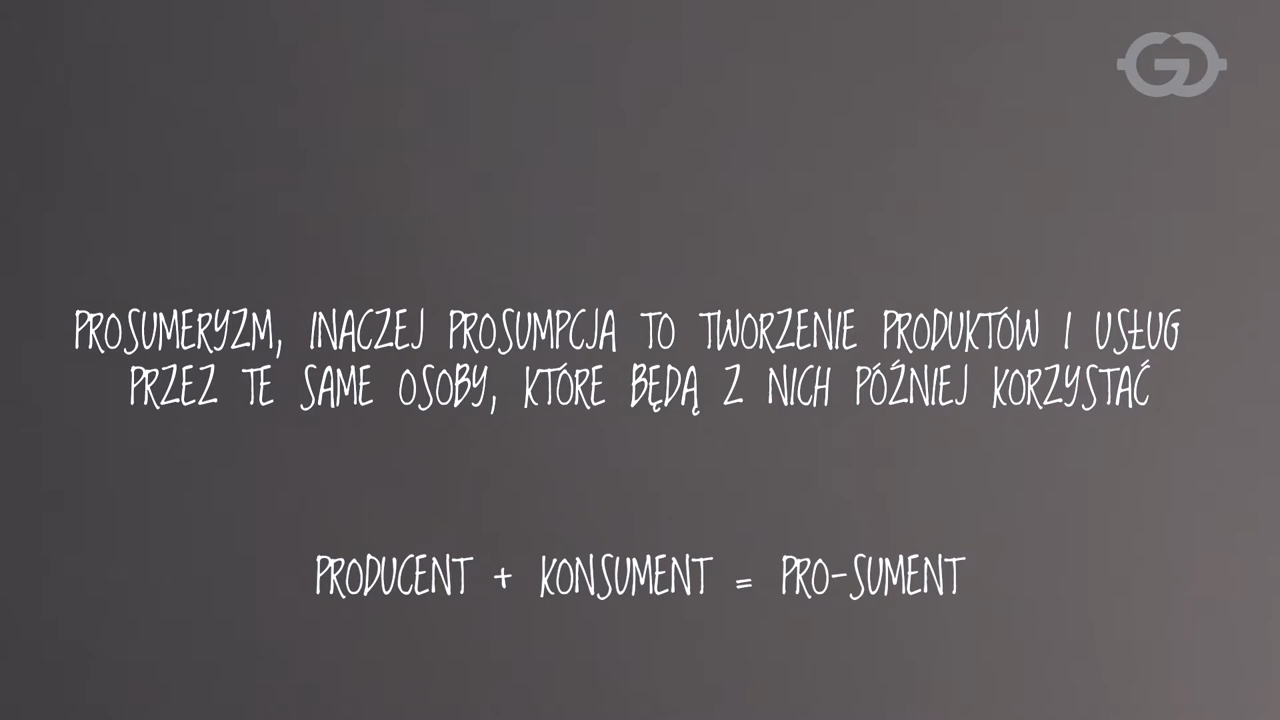 PROSUMERYZM, INACZEJ PROSUMPCJA TO TWORZENIE PRODUKTÓW I USŁUG
PRZEZ TE SAME OSOBY, KTÓRE BĘDĄ Z NICH PÓŹNIEJ KORZYSTAĆ
PRODUCENT + KONSUMENT = PRO-SUMENT